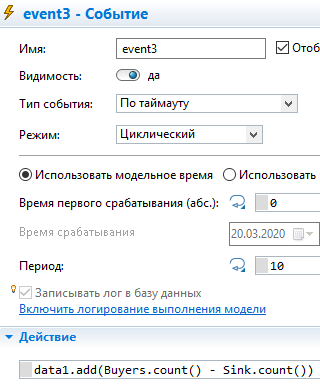 event3 - Событие
Имя: event3 Отоб
Видимость: да
Тип события: По таймауту
Режим: Циклический
Использовать модельное время Использовать
Время первого срабатывания (абс.): 0
Время срабатывания 20.03.2020
Период: 10
Записывать лог в базу данных
Включить логирование выполнения модели
Действие
data1.add(Buyers.count() - Sink.count())